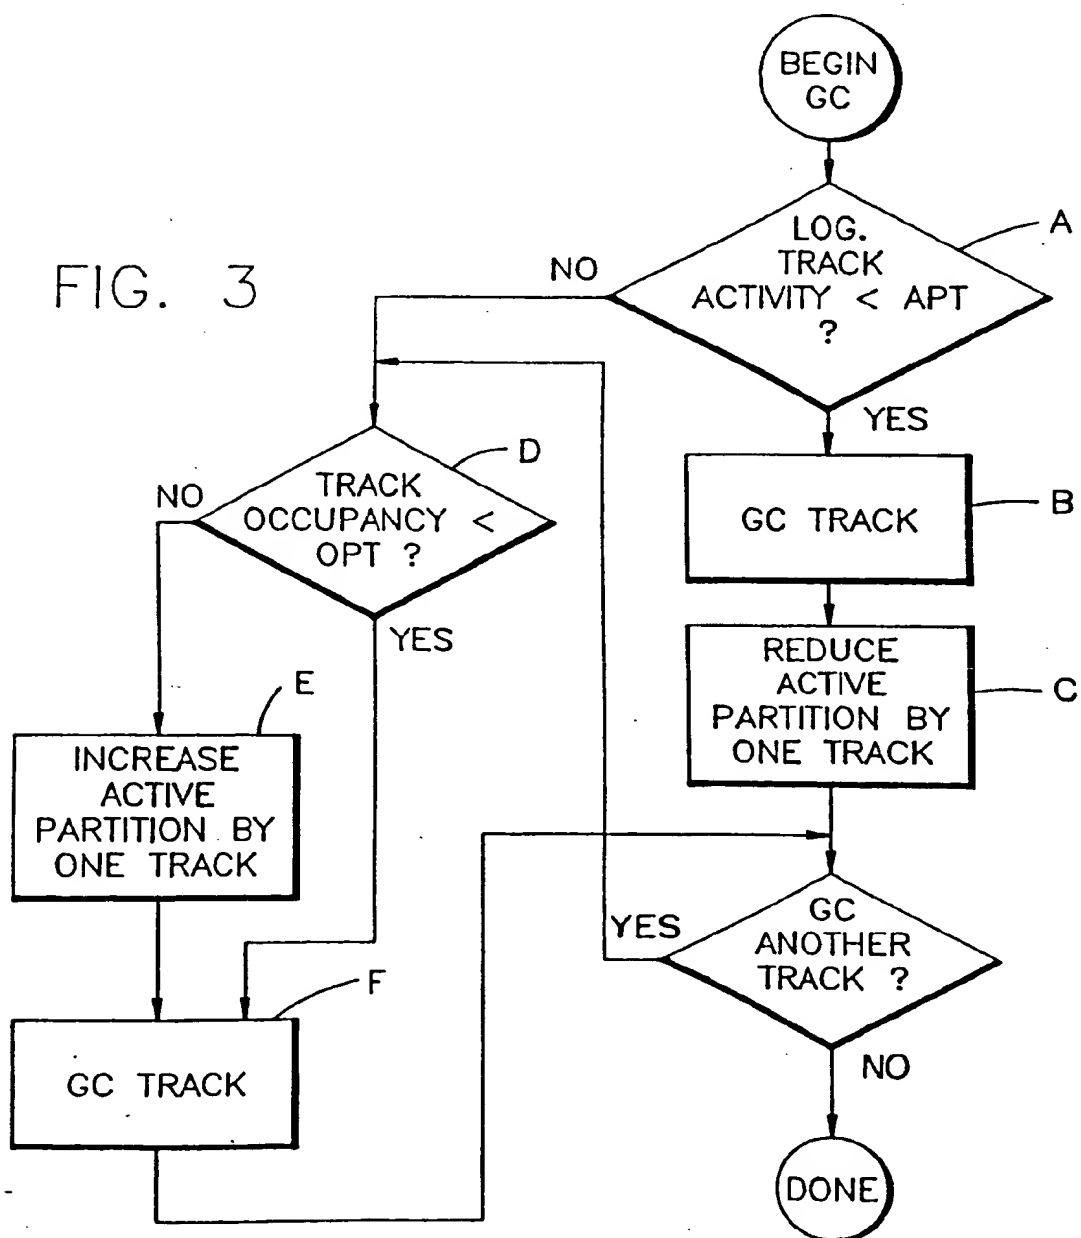 BEGIN
GC
LOG.
TRACK
ACTIVITY < APT
?
A
NO
FIG. 3
YES
D
TRACK
OCCUPANCY <
OPT ?
NO
YES
GC TRACK
B
REDUCE
ACTIVE
PARTITION BY
ONE TRACK
C
E
INCREASE
ACTIVE
PARTITION BY
ONE TRACK
GC
ANOTHER
TRACK ?
YES
F
GC TRACK
NO
DONE